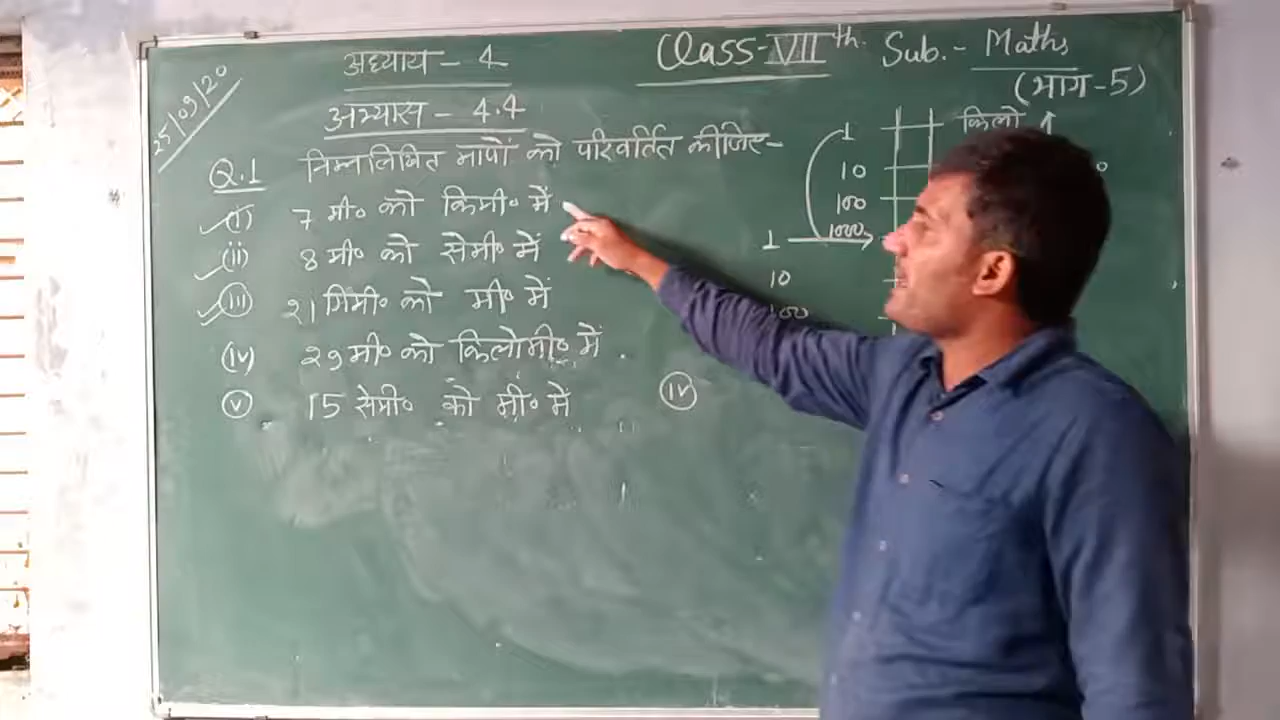 25/09/20
अध्याय - 4
Class-VIIth. Sub. - Maths
(भाग -5)
अभ्यास - 4.4
Q.1 निम्नलिखित मापों को परिवर्तित कीजिए-
(i) 7 मी० को किमी० में
(ii) 8 मी० को सेमी० में
(iii) 21 मिमी० को मी० में
(iv) 29 मी० को किलोमी० में
(v) 15 सेमी० को मी० में
(iv)
1 किलो
10
100
1000
1
10
100